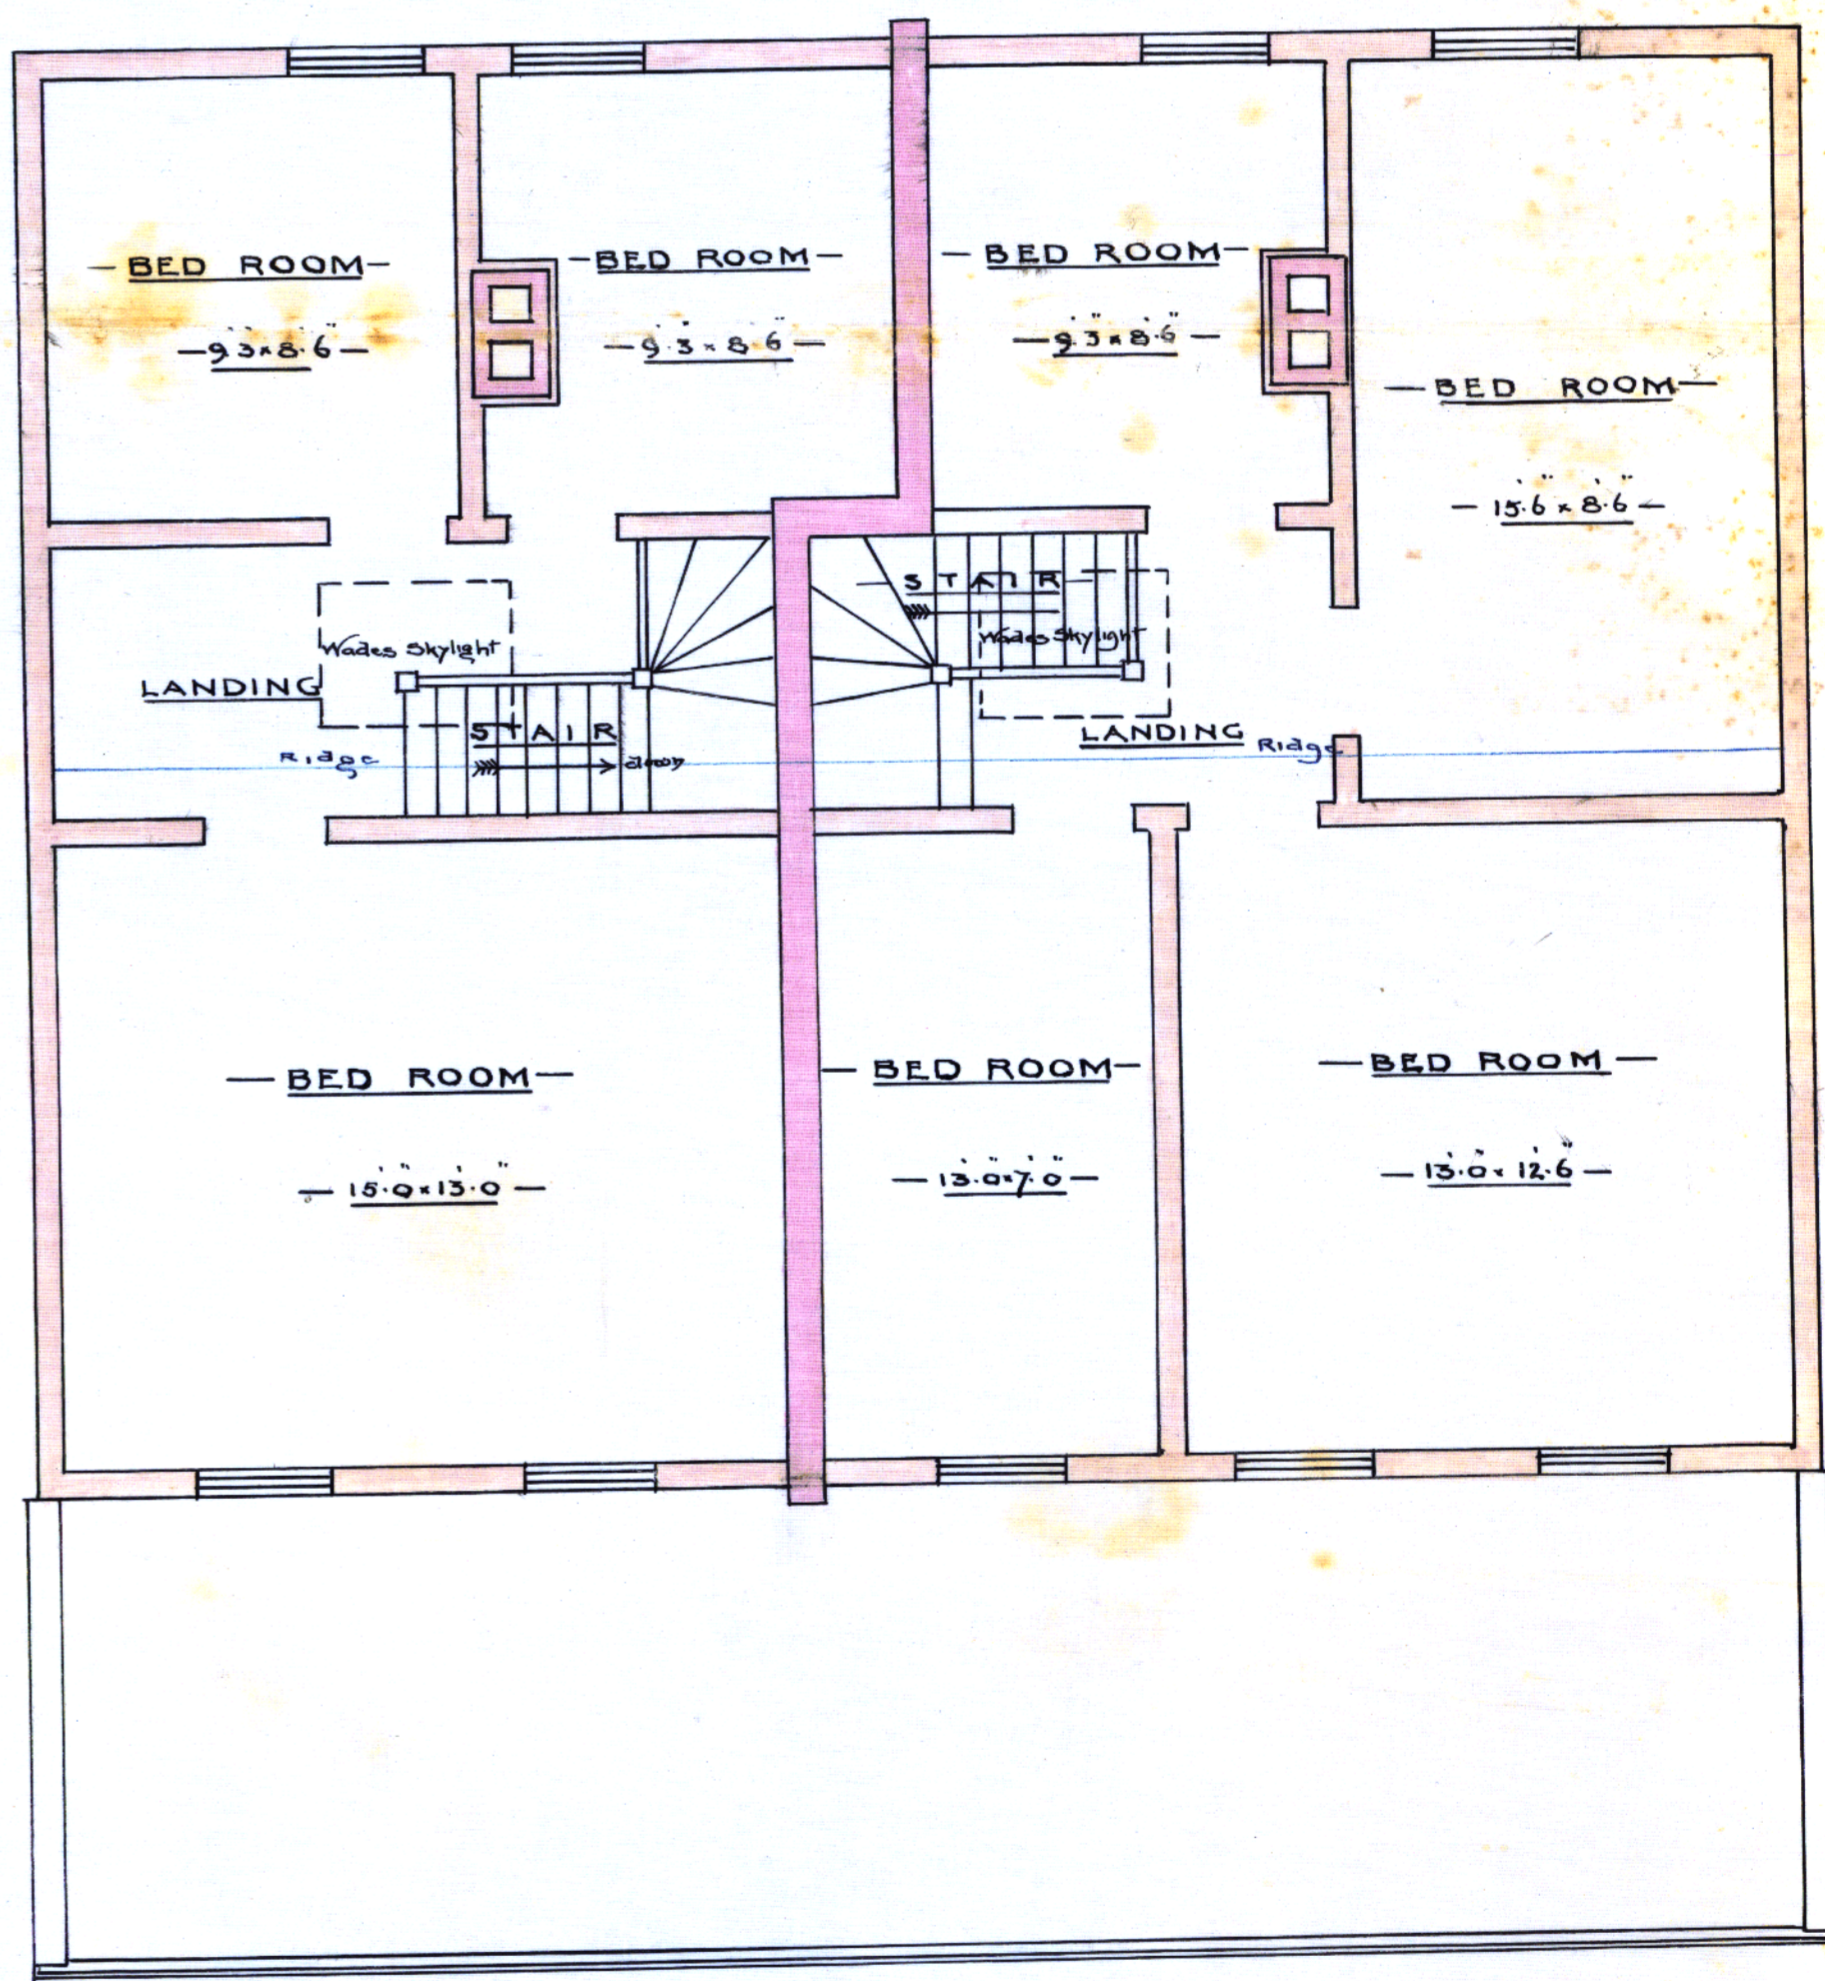 BED ROOM
9'.3" × 8'.6"
BED ROOM
9'.3" × 8'.6"
BED ROOM
9'.3" × 8'.6"
BED ROOM
15'.6" × 8'.6"
Wades Skylight
LANDING
STAIR
down
Ridge
STAIR
Wades Skylight
LANDING
Ridge
BED ROOM
15'.0" × 13'.0"
BED ROOM
13'.0" × 7'.0"
BED ROOM
13'.0" × 12'.6"